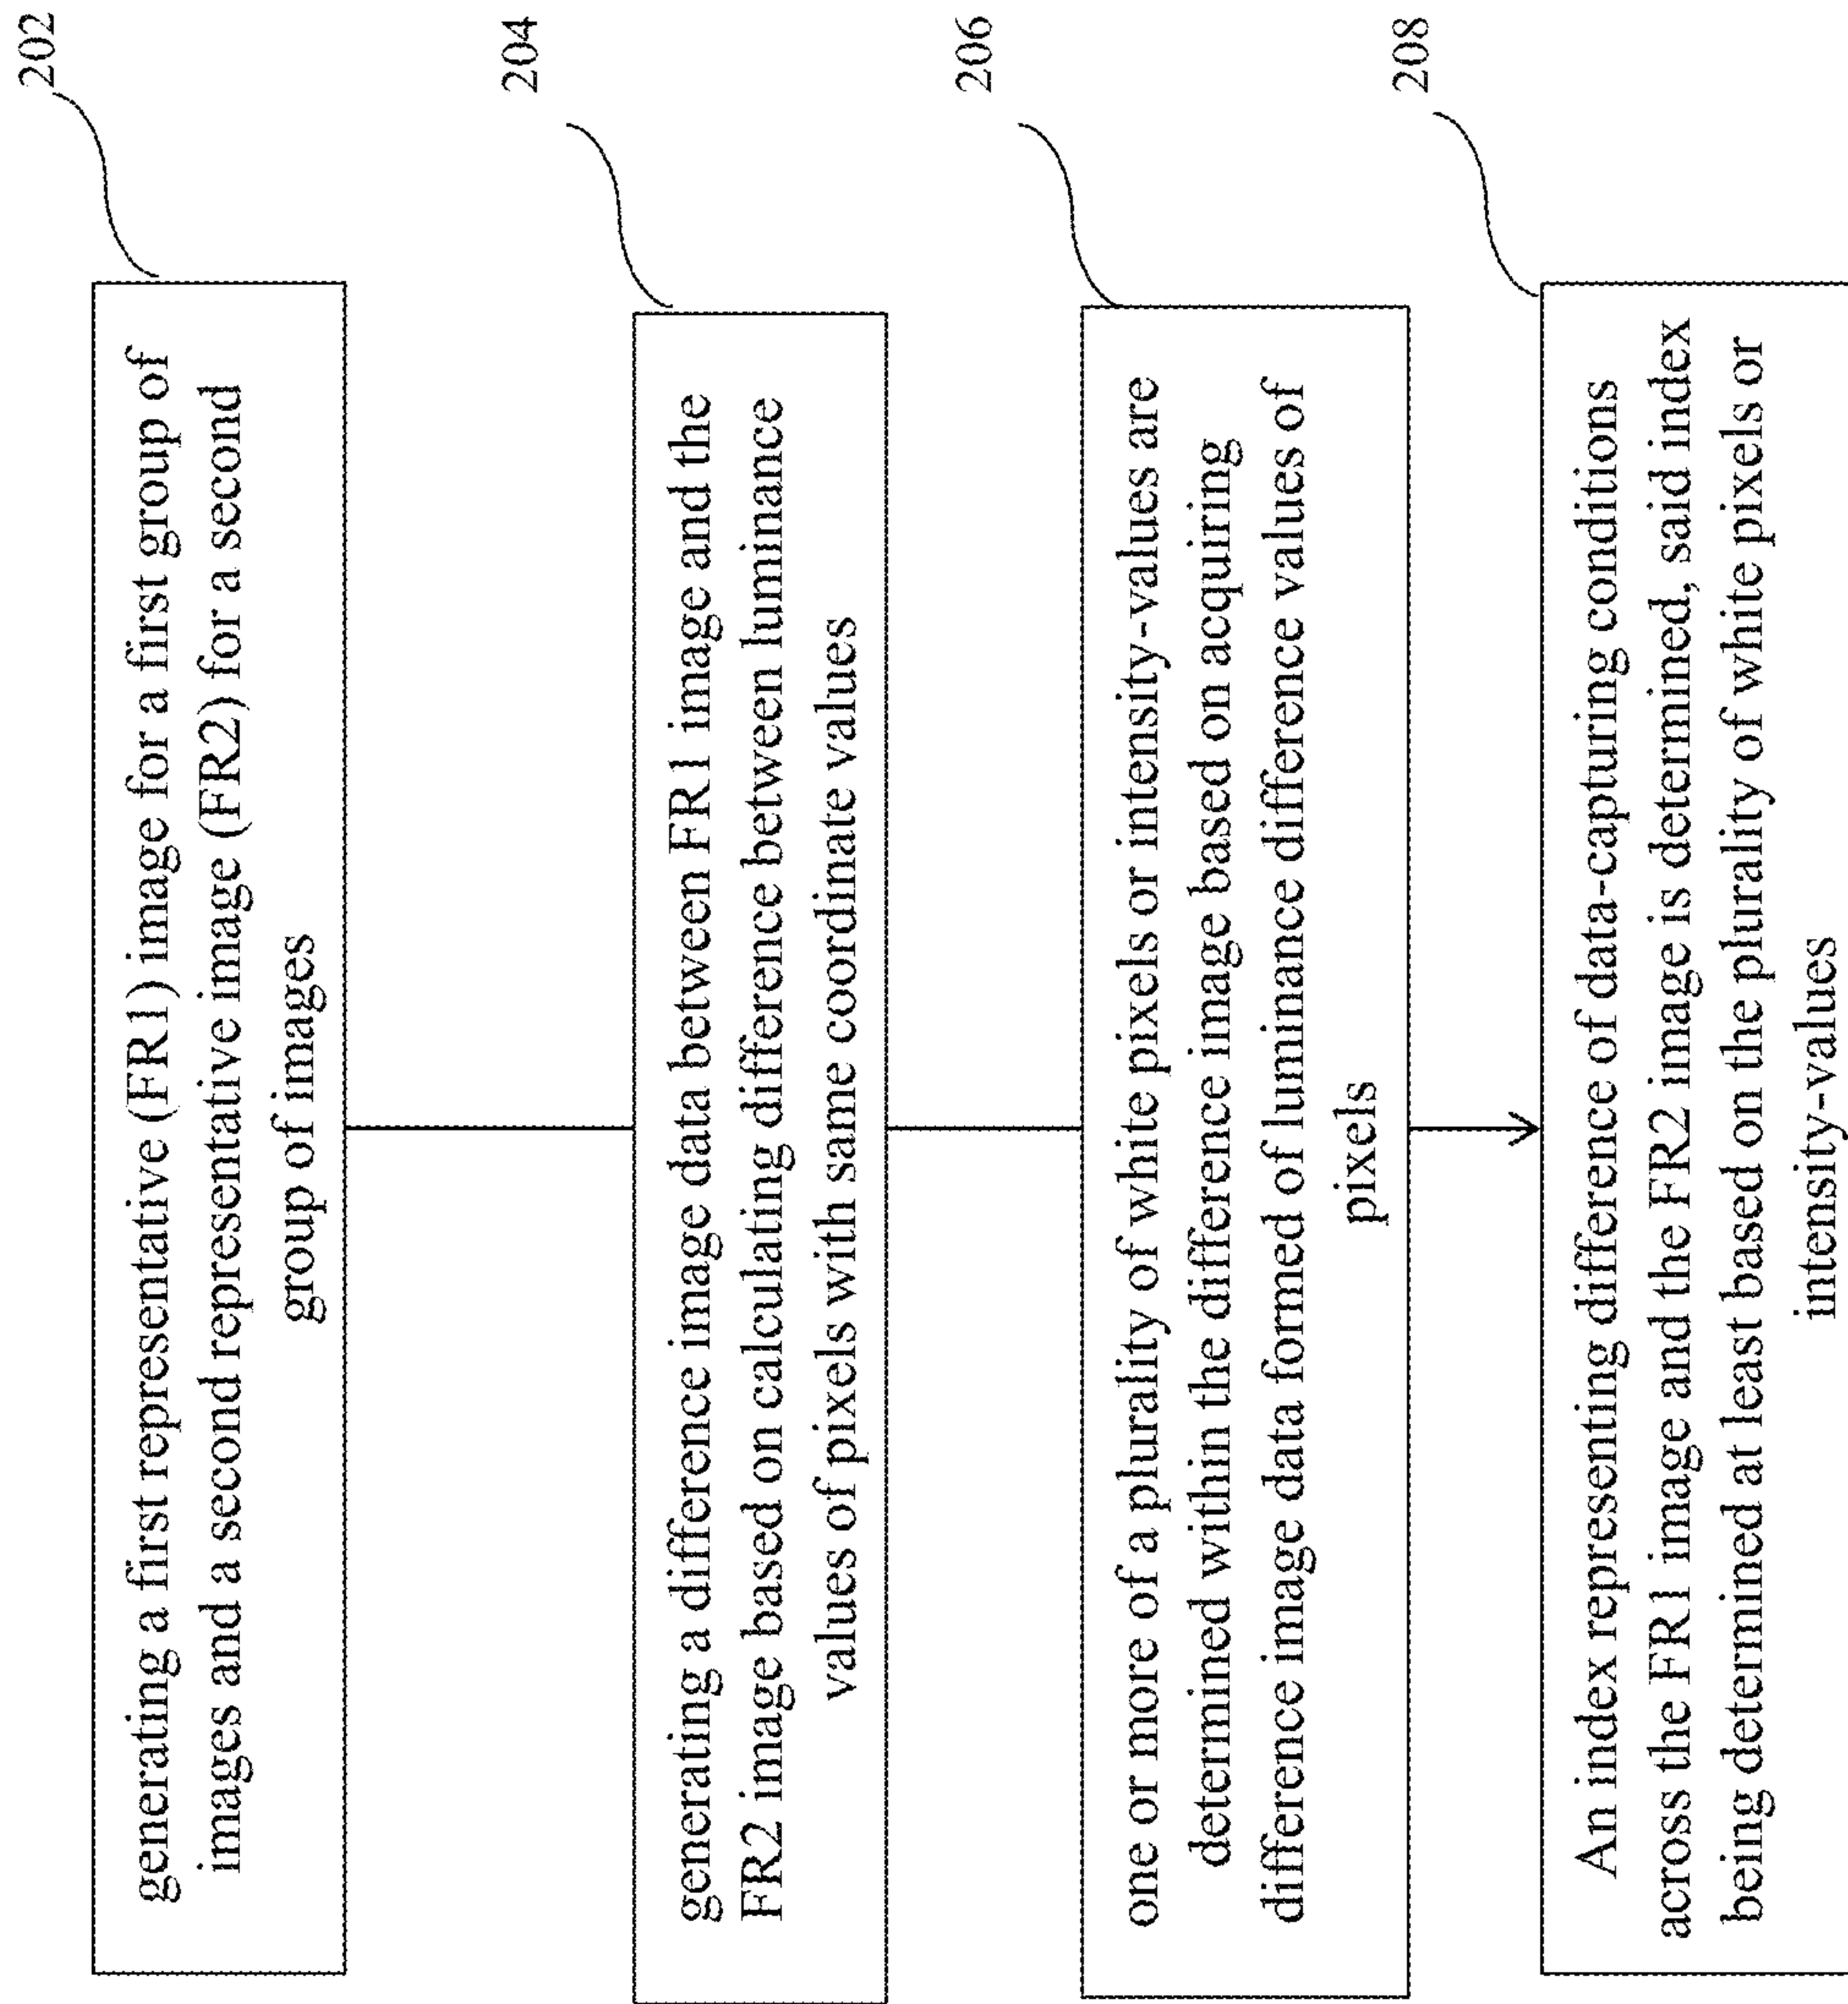 202
generating a first representative (FR1) image for a first group of
images and a second representative image (FR2) for a second
group of images
204
generating a difference image data between FR1 image and the
FR2 image based on calculating difference between luminance
values of pixels with same coordinate values
206
one or more of a plurality of white pixels or intensity-values are
determined within the difference image based on acquiring
difference image data formed of luminance difference values of
pixels
208
An index representing difference of data-capturing conditions
across the FR1 image and the FR2 image is determined, said index
being determined at least based on the plurality of white pixels or
intensity-values